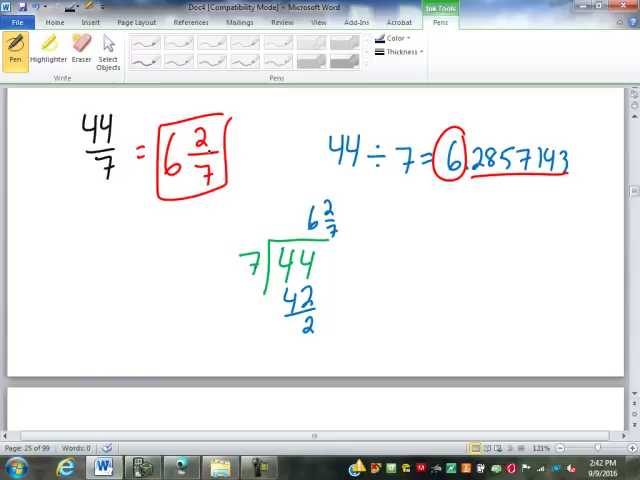 Doc4 [Compatibility Mode] - Microsoft Word
Ink Tools
File Home Insert Page Layout References Mailings Review View Add-Ins Acrobat Pens
Pen Highlighter Eraser Select Objects
Color
Thickness
Write Pens
44/7 = 6 2/7
44 ÷ 7 = 6.2857143
6 2/7
7 44
42
2
Page: 25 of 99 Words: 0 121%
2:42 PM
9/9/2016